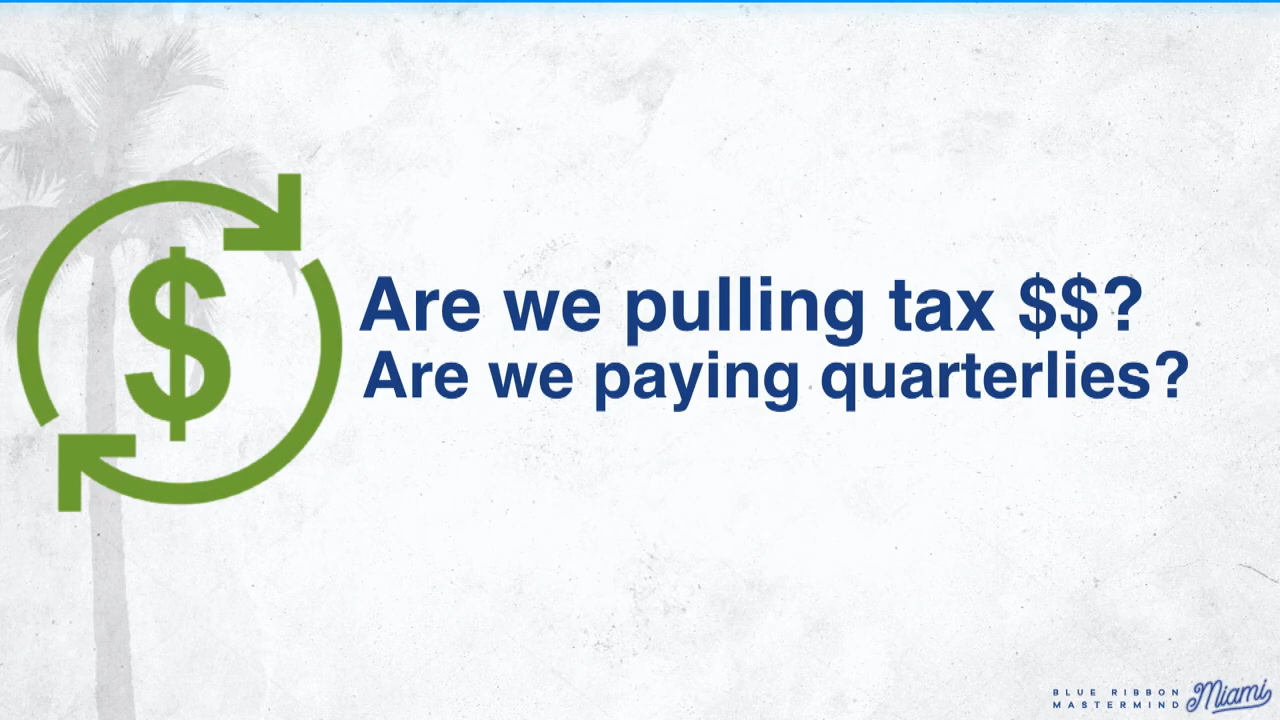 Are we pulling tax $$?
Are we paying quarterlies?
$
BLUE RIBBON
MASTERMIND
Miami